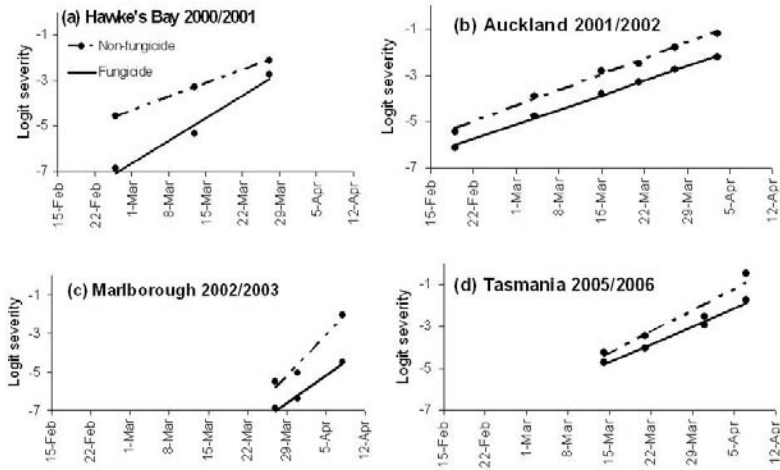 (a) Hawke's Bay 2000/2001
Non-fungicide
Fungicide
Logit severity
-1
-3
-5
-7
15-Feb
22-Feb
1-Mar
8-Mar
15-Mar
22-Mar
29-Mar
5-Apr
12-Apr
(b) Auckland 2001/2002
Logit severity
-1
-3
-5
-7
15-Feb
22-Feb
1-Mar
8-Mar
15-Mar
22-Mar
29-Mar
5-Apr
12-Apr
(c) Marlborough 2002/2003
Logit severity
-1
-3
-5
-7
15-Feb
22-Feb
1-Mar
8-Mar
15-Mar
22-Mar
29-Mar
5-Apr
12-Apr
(d) Tasmania 2005/2006
Logit severity
-1
-3
-5
-7
15-Feb
22-Feb
1-Mar
8-Mar
15-Mar
22-Mar
29-Mar
5-Apr
12-Apr